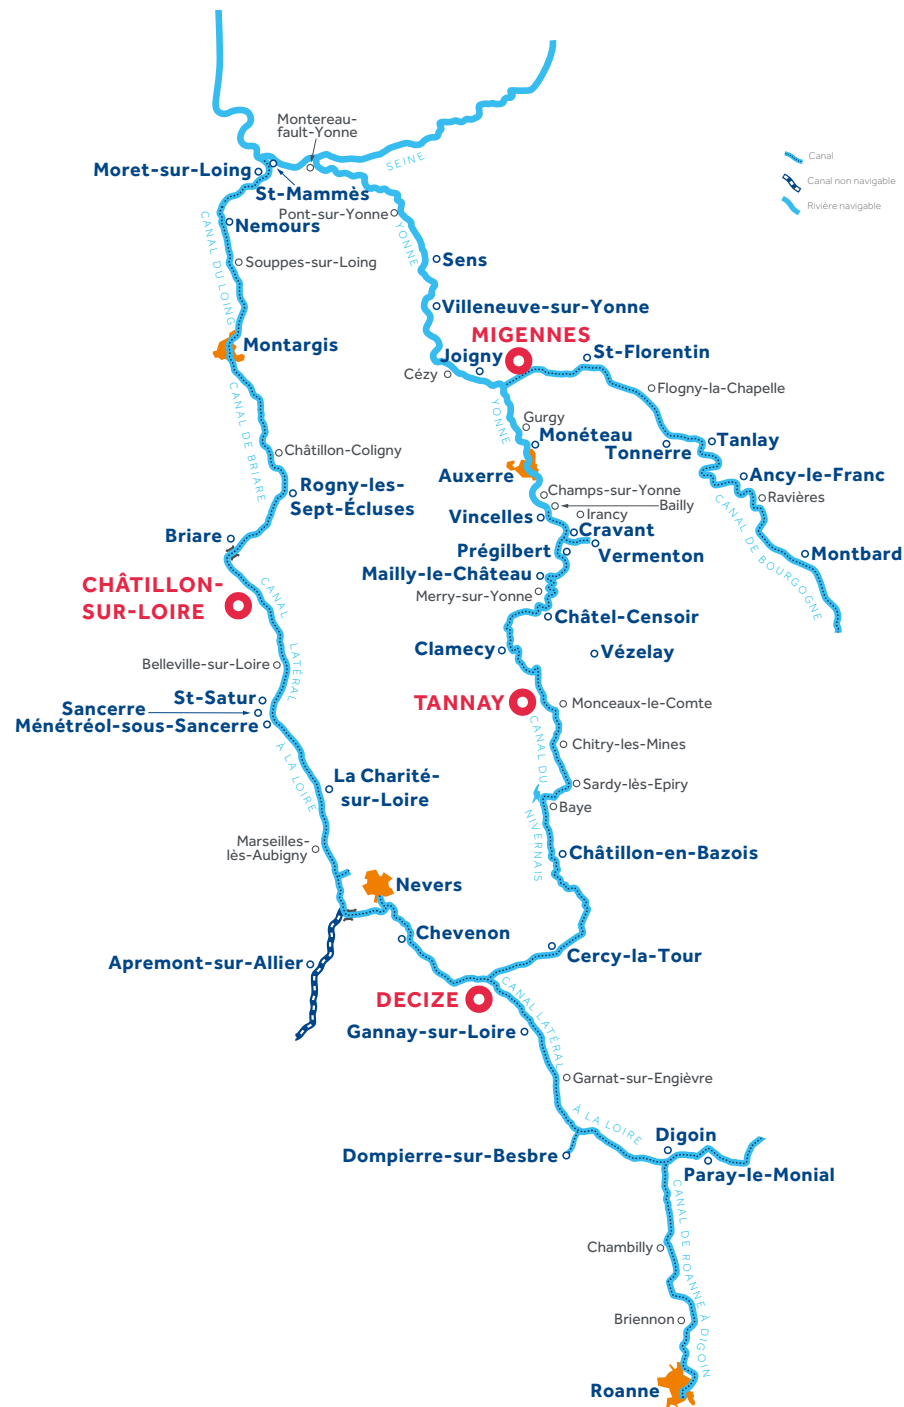 Montereau-
fault-Yonne
SEINE
Canal
Canal non navigable
Rivière navigable
Moret-sur-Loing
St-Mammès
Pont-sur-Yonne
Nemours
YONNE
CANAL DU LOING
Souppes-sur-Loing
Sens
Villeneuve-sur-Yonne
MIGENNES
Montargis
Joigny
St-Florentin
Cézy
Flogny-la-Chapelle
CANAL DE BRIARE
YONNE
Gurgy
Monéteau
Tonnerre
Tanlay
Châtillon-Coligny
Auxerre
Ancy-le-Franc
Rogny-les-
Sept-Écluses
Champs-sur-Yonne
Bailly
Ravières
Vincelles
Irancy
CANAL DE BOURGOGNE
Briare
Cravant
Prégilbert
Vermenton
Montbard
CHÂTILLON-
SUR-LOIRE
Mailly-le-Château
Merry-sur-Yonne
CANAL LATÉRAL
À LA LOIRE
Châtel-Censoir
Clamecy
Vézelay
Belleville-sur-Loire
St-Satur
TANNAY
Monceaux-le-Comte
Sancerre
Ménétréol-sous-Sancerre
CANAL DU
NIVERNAIS
Chitry-les-Mines
La Charité-
sur-Loire
Sardy-lès-Epiry
Baye
Marseilles-
lès-Aubigny
Châtillon-en-Bazois
Nevers
Chevenon
Cercy-la-Tour
Apremont-sur-Allier
DECIZE
CANAL LATÉRAL
À LA LOIRE
Gannay-sur-Loire
Garnat-sur-Engièvre
Digoin
Dompierre-sur-Besbre
Paray-le-Monial
CANAL DE ROANNE À DIGOIN
Chambilly
Briennon
Roanne